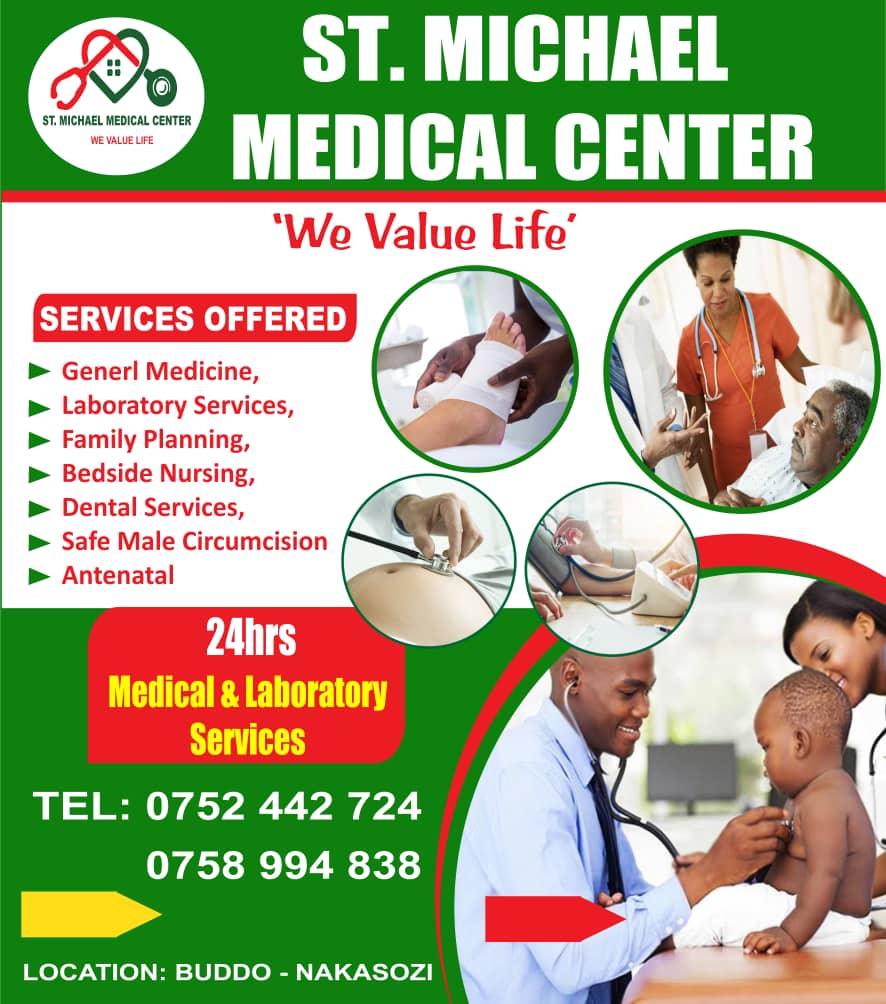 ST. MICHAEL
MEDICAL CENTER
ST. MICHAEL MEDICAL CENTER
WE VALUE LIFE
'We Value Life'
SERVICES OFFERED
Generl Medicine,
Laboratory Services,
Family Planning,
Bedside Nursing,
Dental Services,
Safe Male Circumcision
Antenatal
24hrs
Medical & Laboratory
Services
TEL: 0752 442 724
0758 994 838
LOCATION: BUDDO - NAKASOZI